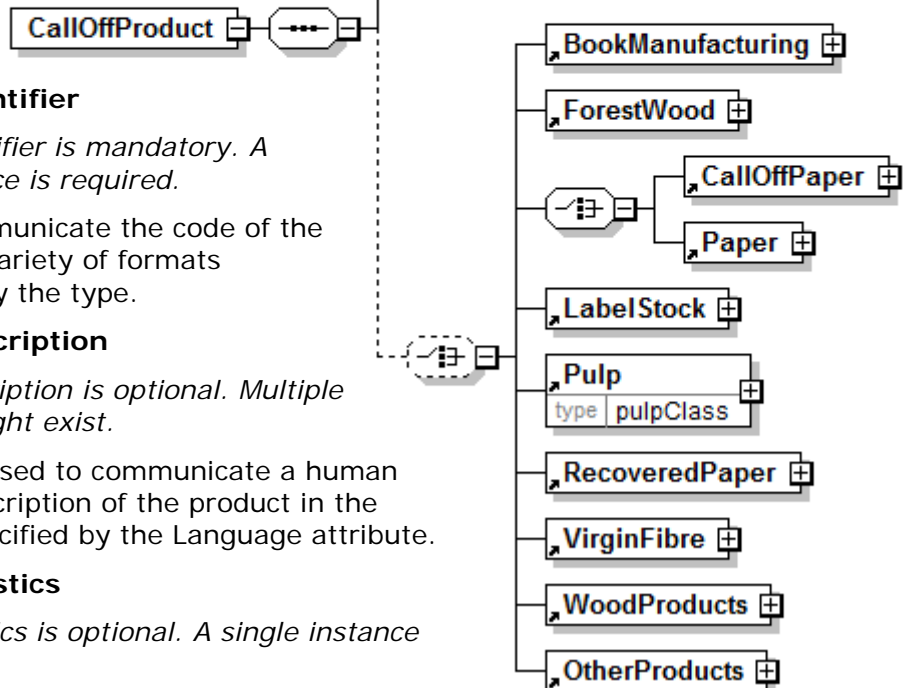 CallOffProduct
BookManufacturing
ForestWood
CallOffPaper
Paper
LabelStock
Pulp
type pulpClass
RecoveredPaper
VirginFibre
WoodProducts
OtherProducts
ntifier
ifier is mandatory. A
ce is required.
municate the code of the
ariety of formats
y the type.
cription
iption is optional. Multiple
ght exist.
sed to communicate a human
cription of the product in the
cified by the Language attribute.
stics
ics is optional. A single instance